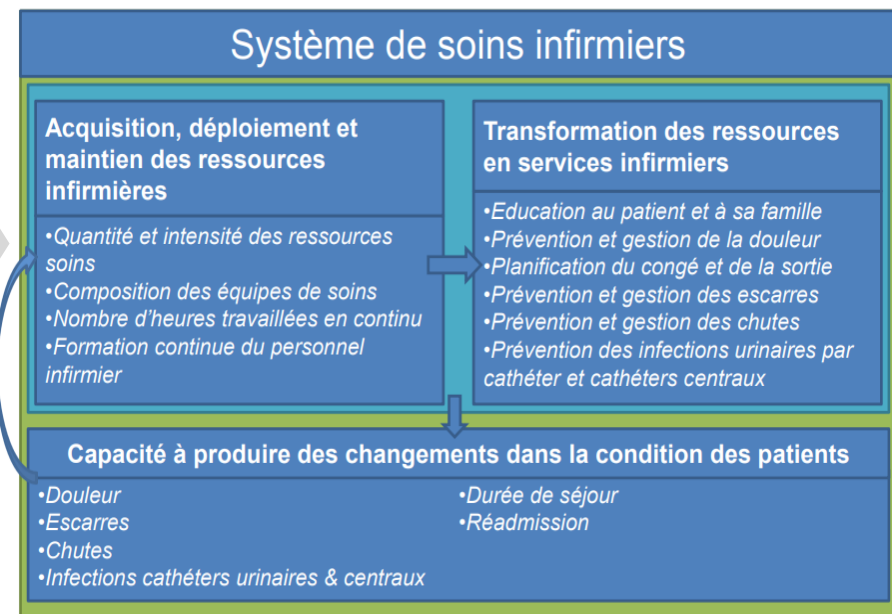 Système de soins infirmiers
Acquisition, déploiement et
maintien des ressources
infirmières
•Quantité et intensité des ressources
soins
•Composition des équipes de soins
•Nombre d'heures travaillées en continu
•Formation continue du personnel
infirmier
Transformation des ressources
en services infirmiers
•Education au patient et à sa famille
•Prévention et gestion de la douleur
•Planification du congé et de la sortie
•Prévention et gestion des escarres
•Prévention et gestion des chutes
•Prévention des infections urinaires par
cathéter et cathéters centraux
Capacité à produire des changements dans la condition des patients
•Douleur
•Escarres
•Chutes
•Infections cathéters urinaires & centraux
•Durée de séjour
•Réadmission